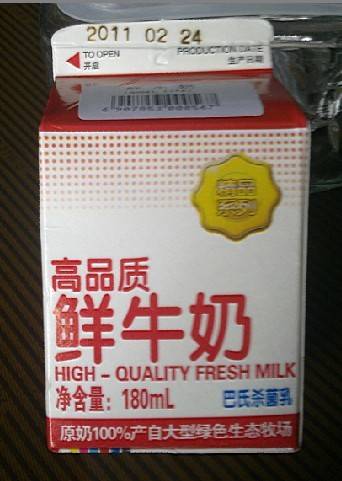 2011 02 24
TO OPEN
开启
PRODUCTION DATE
生产日期
精品
系列
高品质
鲜牛奶
HIGH - QUALITY FRESH MILK
净含量: 180mL
巴氏杀菌乳
原奶100%产自大型绿色生态牧场